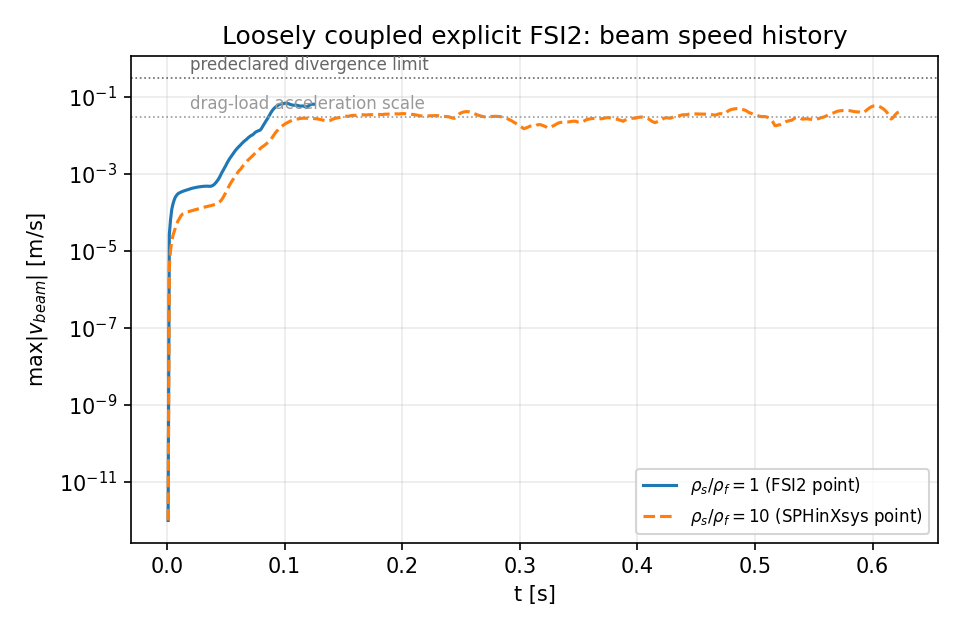 Loosely coupled explicit FSI2: beam speed history
predeclared divergence limit
drag-load acceleration scale
10⁻¹
10⁻³
10⁻⁵
10⁻⁷
10⁻⁹
10⁻¹¹
max|v_beam| [m/s]
ρₛ/ρ_f = 1 (FSI2 point)
ρₛ/ρ_f = 10 (SPHinXsys point)
0.0 0.1 0.2 0.3 0.4 0.5 0.6
t [s]